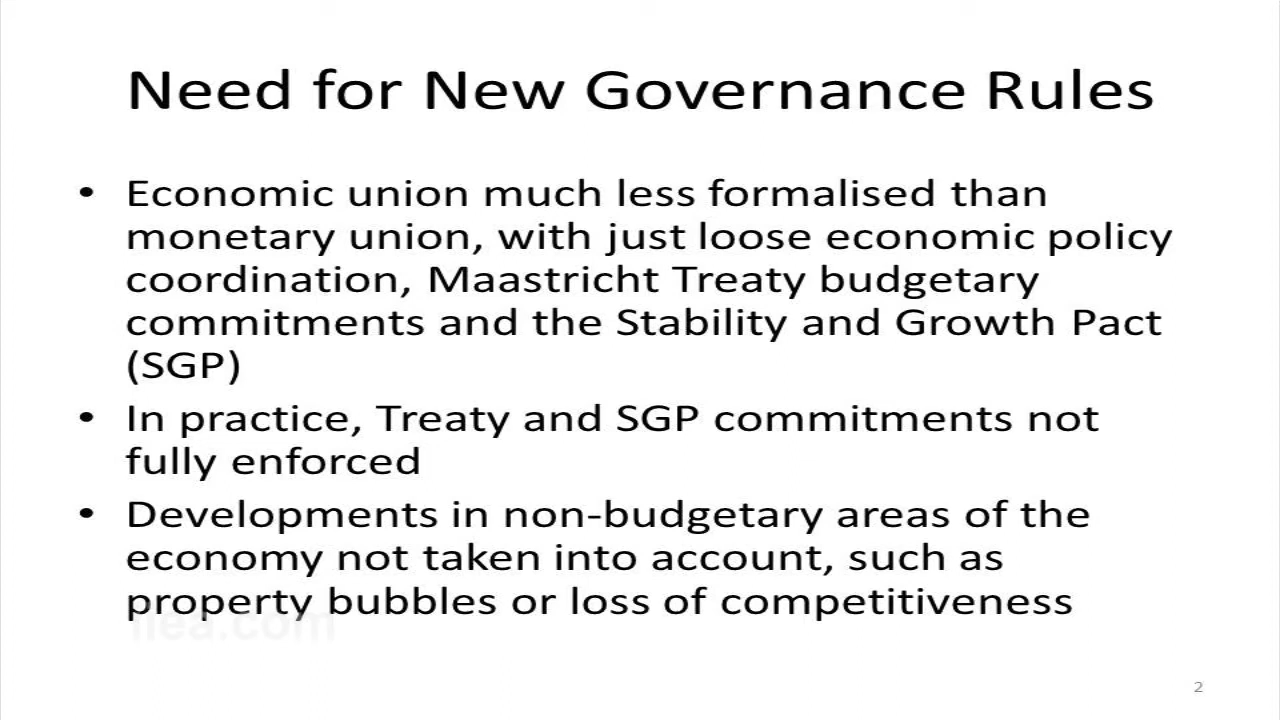 Need for New Governance Rules
• Economic union much less formalised than
monetary union, with just loose economic policy
coordination, Maastricht Treaty budgetary
commitments and the Stability and Growth Pact
(SGP)
• In practice, Treaty and SGP commitments not
fully enforced
• Developments in non-budgetary areas of the
economy not taken into account, such as
property bubbles or loss of competitiveness
iiea.com
2